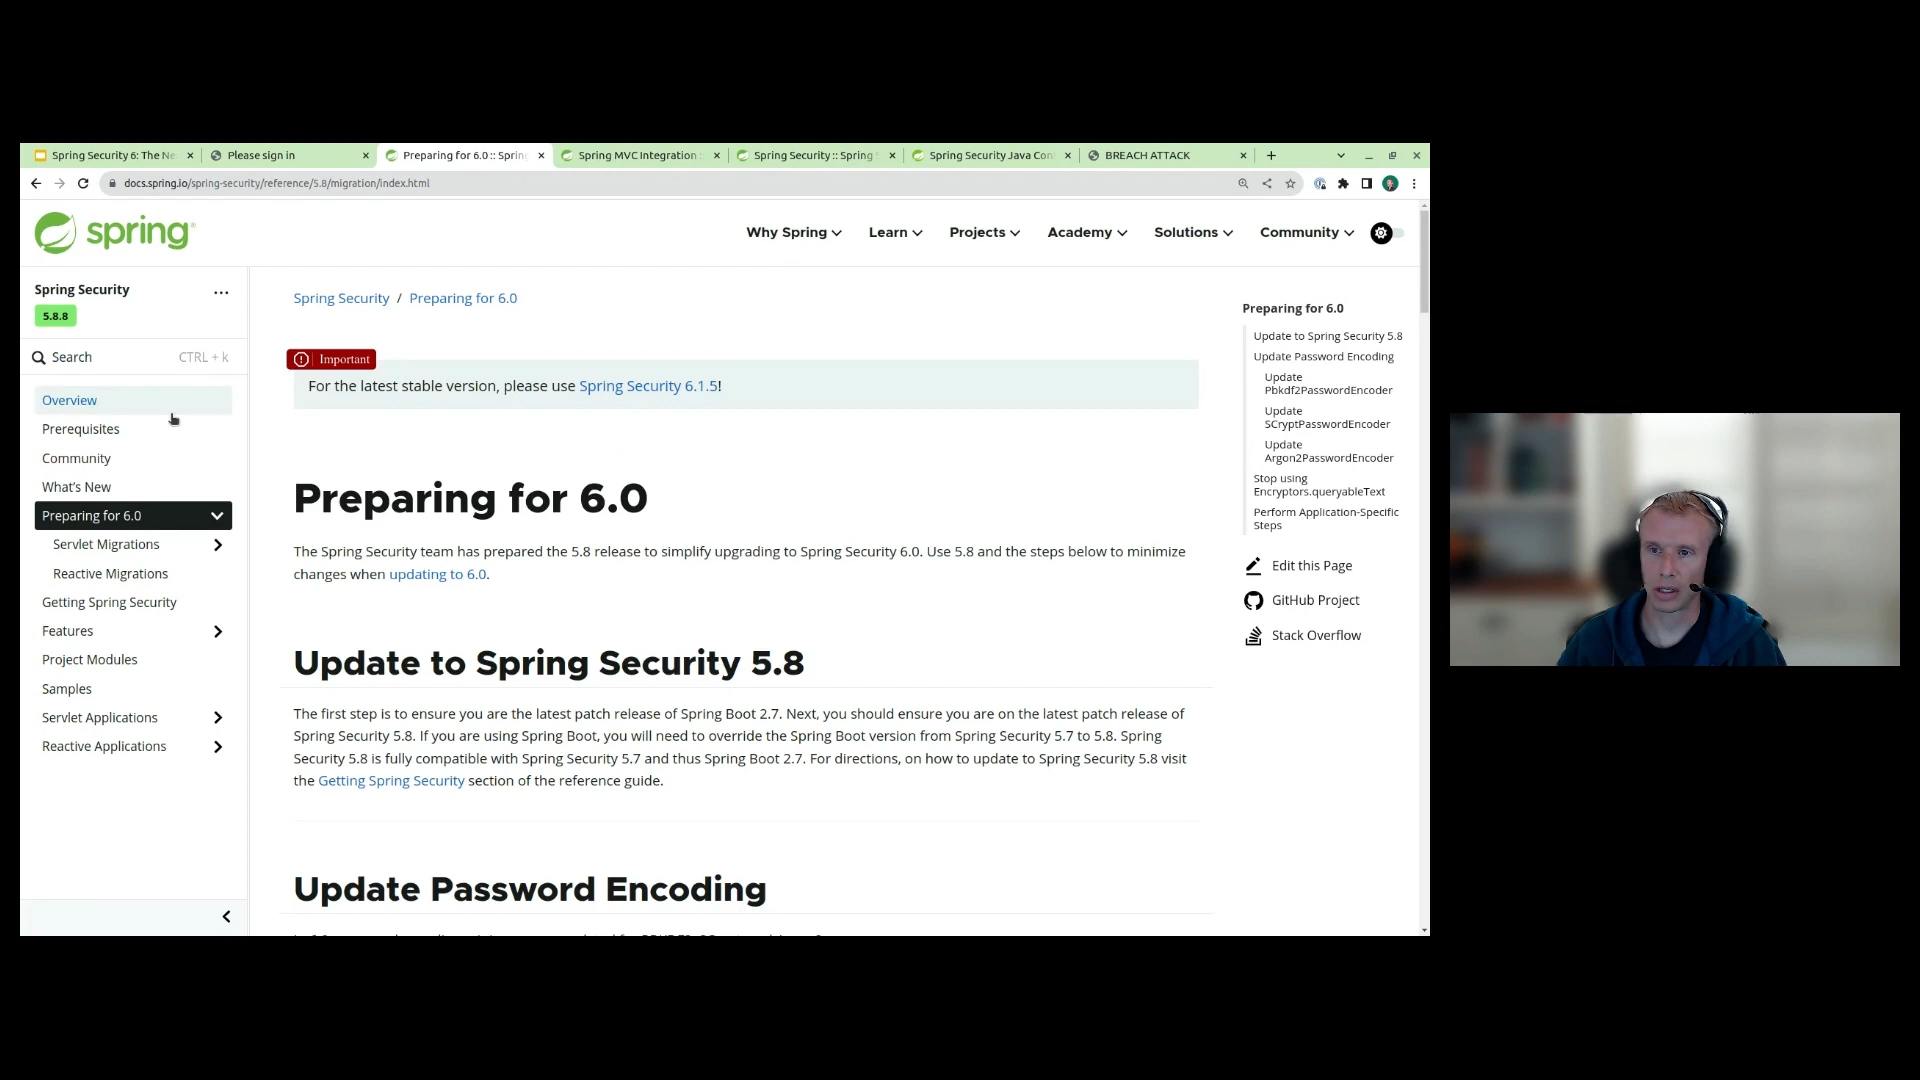 Spring Security 6: The Ne
Please sign in
Preparing for 6.0 :: Sprin
Spring MVC Integration :
Spring Security :: Spring S
Spring Security Java Con
BREACH ATTACK
docs.spring.io/spring-security/reference/5.8/migration/index.html
spring
Why Spring
Learn
Projects
Academy
Solutions
Community
Spring Security
5.8.8
Search CTRL + k
Overview
Prerequisites
Community
What's New
Preparing for 6.0
Servlet Migrations
Reactive Migrations
Getting Spring Security
Features
Project Modules
Samples
Servlet Applications
Reactive Applications
Spring Security / Preparing for 6.0
Important
For the latest stable version, please use Spring Security 6.1.5!
Preparing for 6.0
The Spring Security team has prepared the 5.8 release to simplify upgrading to Spring Security 6.0. Use 5.8 and the steps below to minimize
changes when updating to 6.0.
Update to Spring Security 5.8
The first step is to ensure you are the latest patch release of Spring Boot 2.7. Next, you should ensure you are on the latest patch release of
Spring Security 5.8. If you are using Spring Boot, you will need to override the Spring Boot version from Spring Security 5.7 to 5.8. Spring
Security 5.8 is fully compatible with Spring Security 5.7 and thus Spring Boot 2.7. For directions, on how to update to Spring Security 5.8 visit
the Getting Spring Security section of the reference guide.
Update Password Encoding
Preparing for 6.0
Update to Spring Security 5.8
Update Password Encoding
Update
Pbkdf2PasswordEncoder
Update
SCryptPasswordEncoder
Update
Argon2PasswordEncoder
Stop using
Encryptors.queryableText
Perform Application-Specific
Steps
Edit this Page
GitHub Project
Stack Overflow